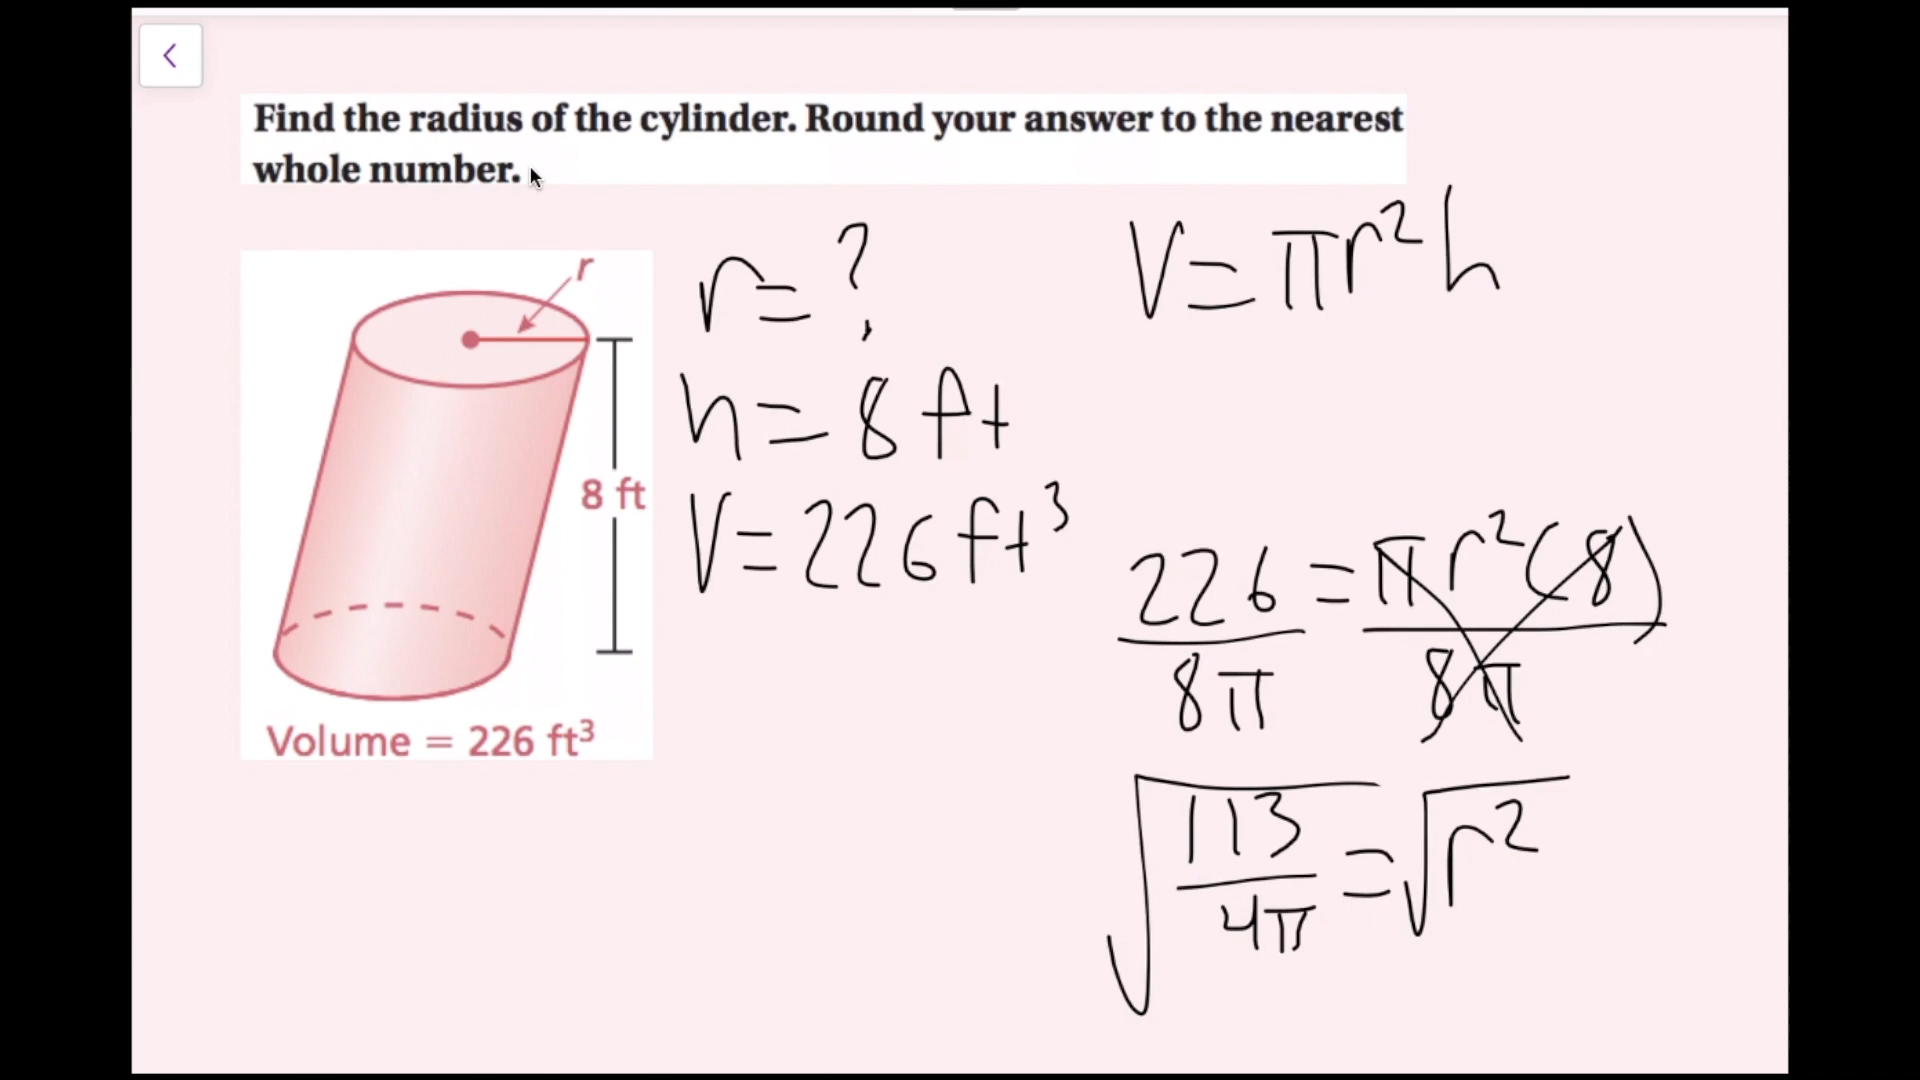 Find the radius of the cylinder. Round your answer to the nearest
whole number.
r
8 ft
Volume = 226 ft³
r = ?
h = 8 ft
V = 226 ft³
V = πr²h
226 = πr²(8)
8π 8π
√113/4π = √r²